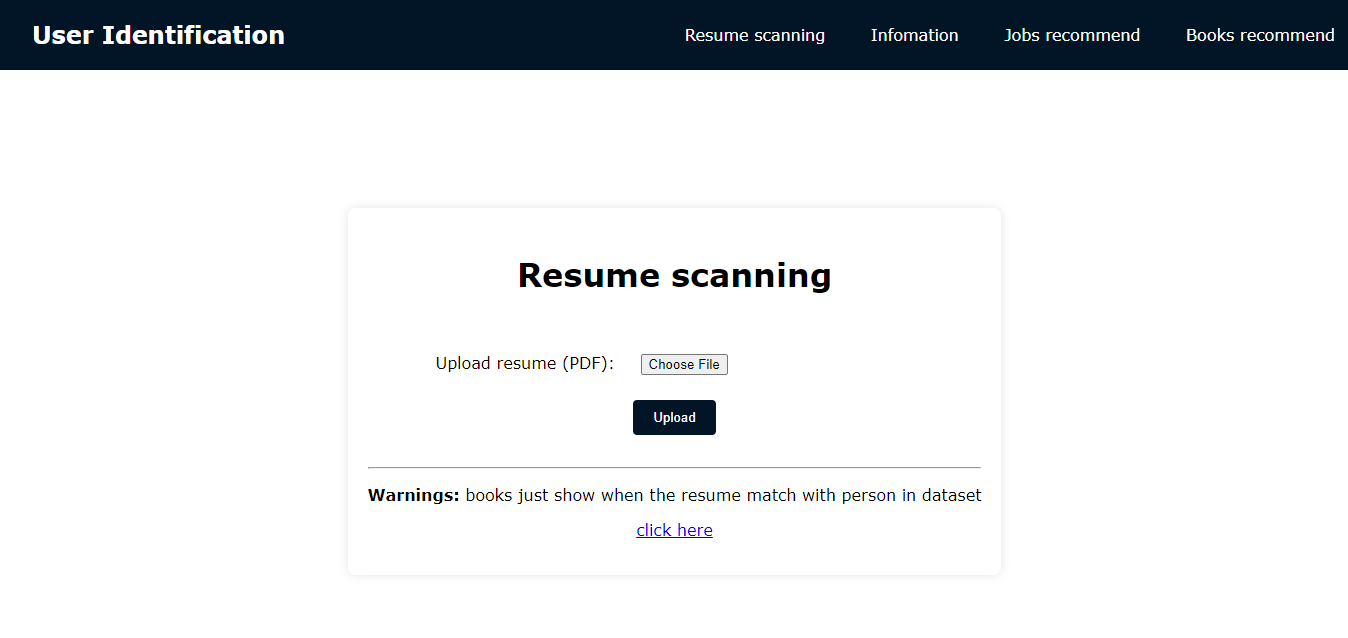 User Identification
Resume scanning
Infomation
Jobs recommend
Books recommend
Resume scanning
Upload resume (PDF):
Choose File
Upload
Warnings: books just show when the resume match with person in dataset
click here